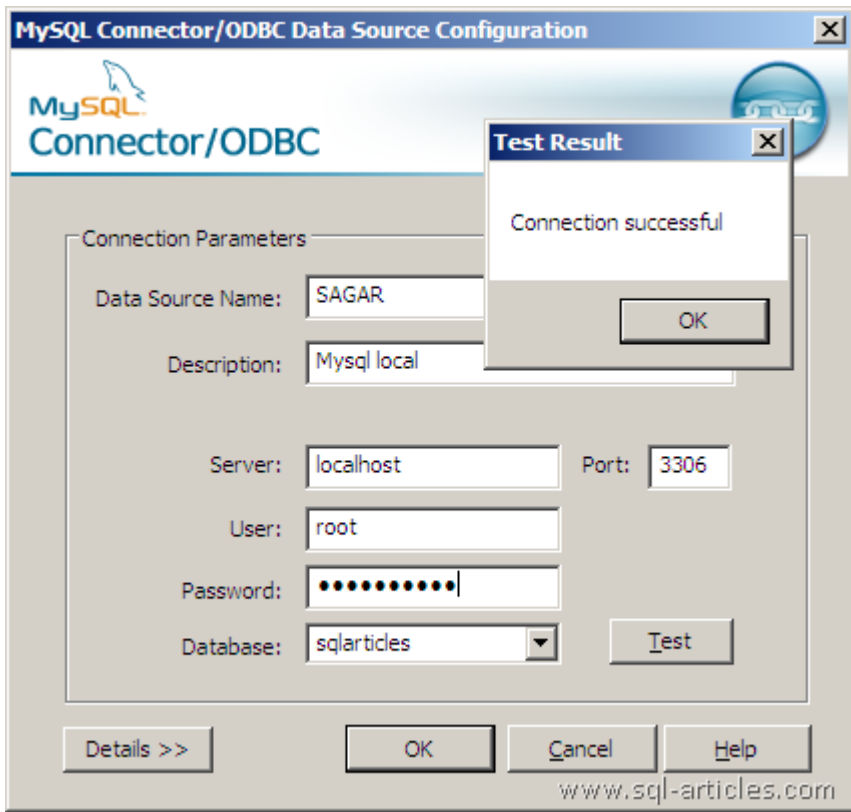 MySQL Connector/ODBC Data Source Configuration
MySQL
Connector/ODBC
Test Result
Connection successful
OK
Connection Parameters
Data Source Name: SAGAR
Description: Mysql local
Server: localhost Port: 3306
User: root
Password: ●●●●●●●●●●
Database: sqlarticles Test
Details >> OK Cancel Help
www.sql-articles.com